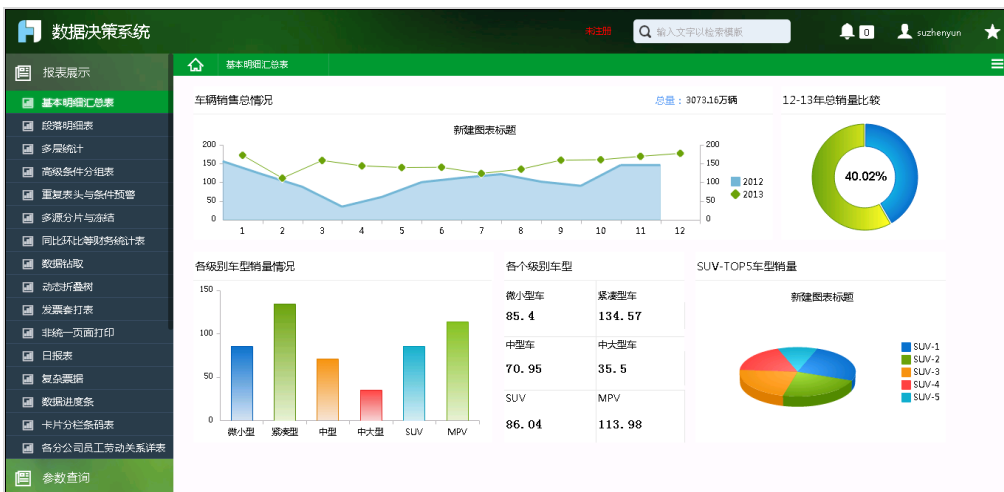 数据决策系统
未注册
输入文字以检索模版
0
suzhenyun
报表展示
基本明细汇总表
基本明细汇总表
段落明细表
多层统计
高级条件分组表
重复表头与条件预警
多源分片与冻结
同比环比等财务统计表
数据钻取
动态折叠树
发票套打表
非统一页面打印
日报表
复杂票据
数据进度条
卡片分栏条码表
各分公司员工劳动关系详表
参数查询
车辆销售总情况
总量： 3073.16万辆
新建图表标题
200
150
100
50
0
1 2 3 4 5 6 7 8 9 10 11 12
200
150
100
50
0
2012
2013
12-13年总销量比较
40.02%
各级别车型销量情况
150
100
50
0
微小型 紧凑型 中型 中大型 SUV MPV
各个级别车型
微小型车 紧凑型车
85.4 134.57
中型车 中大型车
70.95 35.5
SUV MPV
86.04 113.98
SUV-TOP5车型销量
新建图表标题
SUV-1
SUV-2
SUV-3
SUV-4
SUV-5